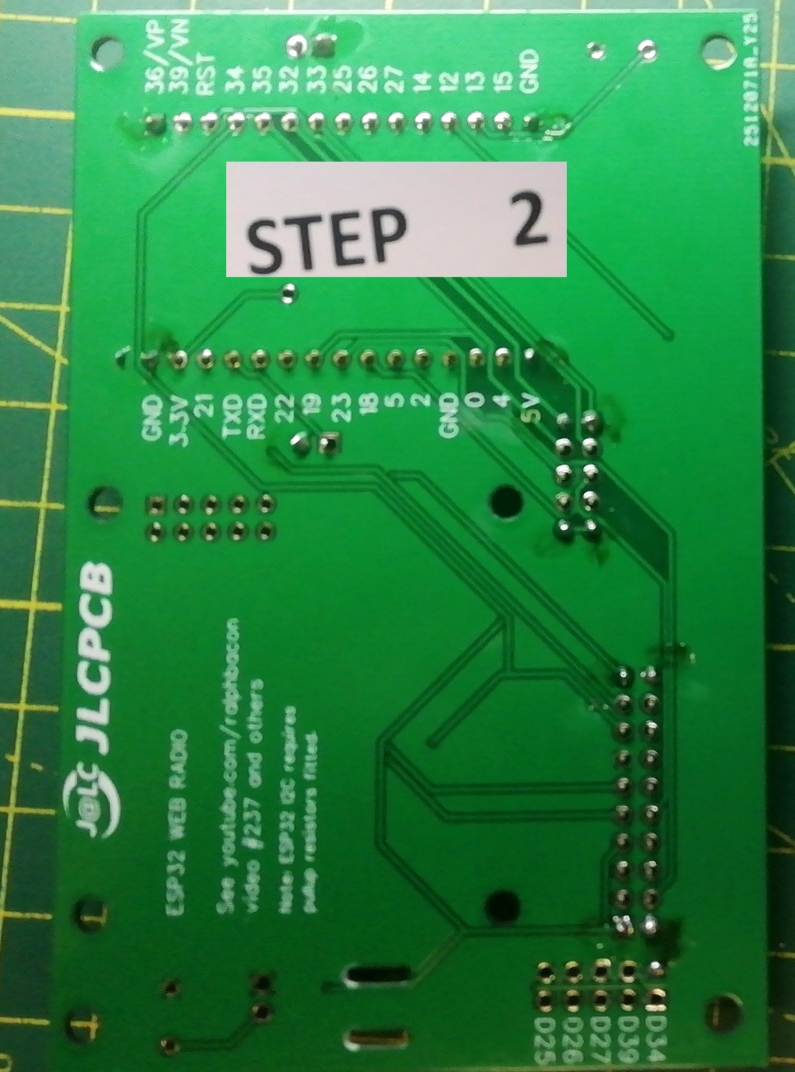 36/VP
39/VN
RST
34
35
32
33
25
26
27
14
12
13
15
GND
2512071A_Y25
STEP 2
GND
3.3V
21
TXD
RXD
22
19
23
18
5
2
GND
0
4
5V
J@LC JLCPCB
ESP32 WEB RADIO
See youtube.com/ralphbacon
video #237 and others
Note: ESP32 I2C requires
pullup resistors fitted.
D25
D26
D27
D39
D34